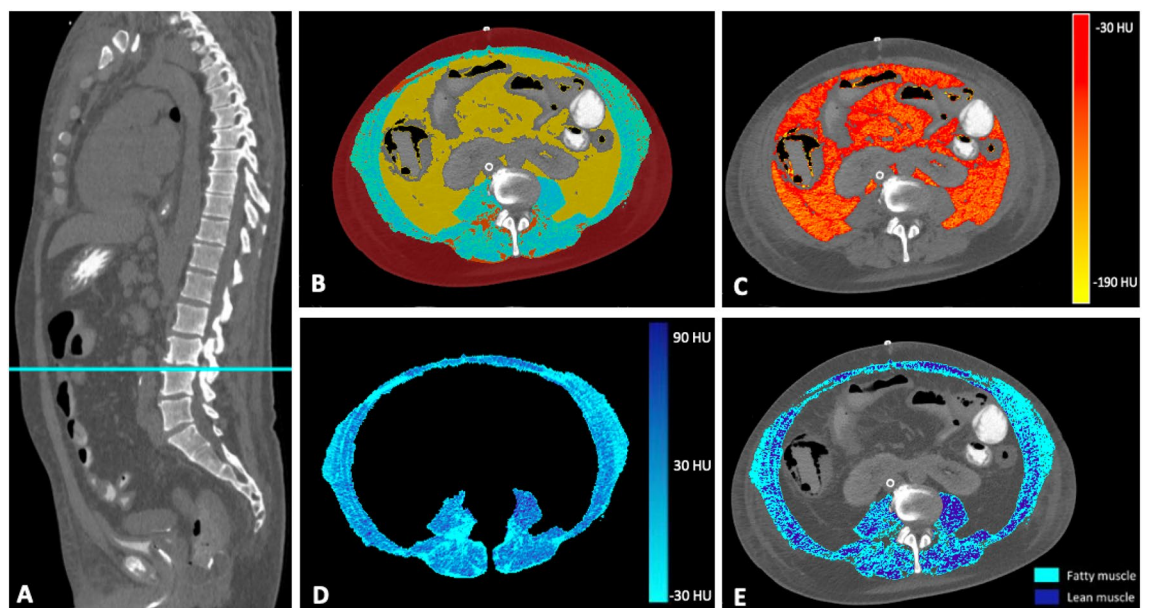 A
B
C
-30 HU
-190 HU
D
90 HU
30 HU
-30 HU
E
Fatty muscle
Lean muscle